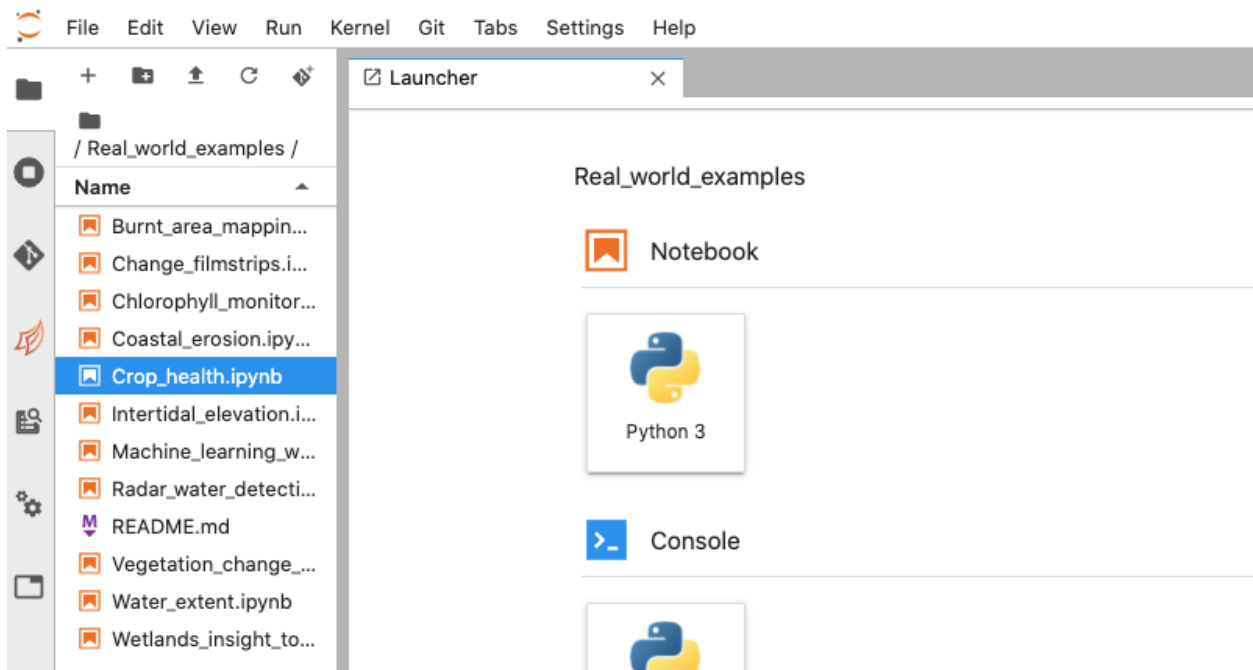 File Edit View Run Kernel Git Tabs Settings Help
Launcher
/ Real_world_examples /
Name
Burnt_area_mappin...
Change_filmstrips.i...
Chlorophyll_monitor...
Coastal_erosion.ipy...
Crop_health.ipynb
Intertidal_elevation.i...
Machine_learning_w...
Radar_water_detecti...
README.md
Vegetation_change_...
Water_extent.ipynb
Wetlands_insight_to...
Real_world_examples
Notebook
Python 3
Console